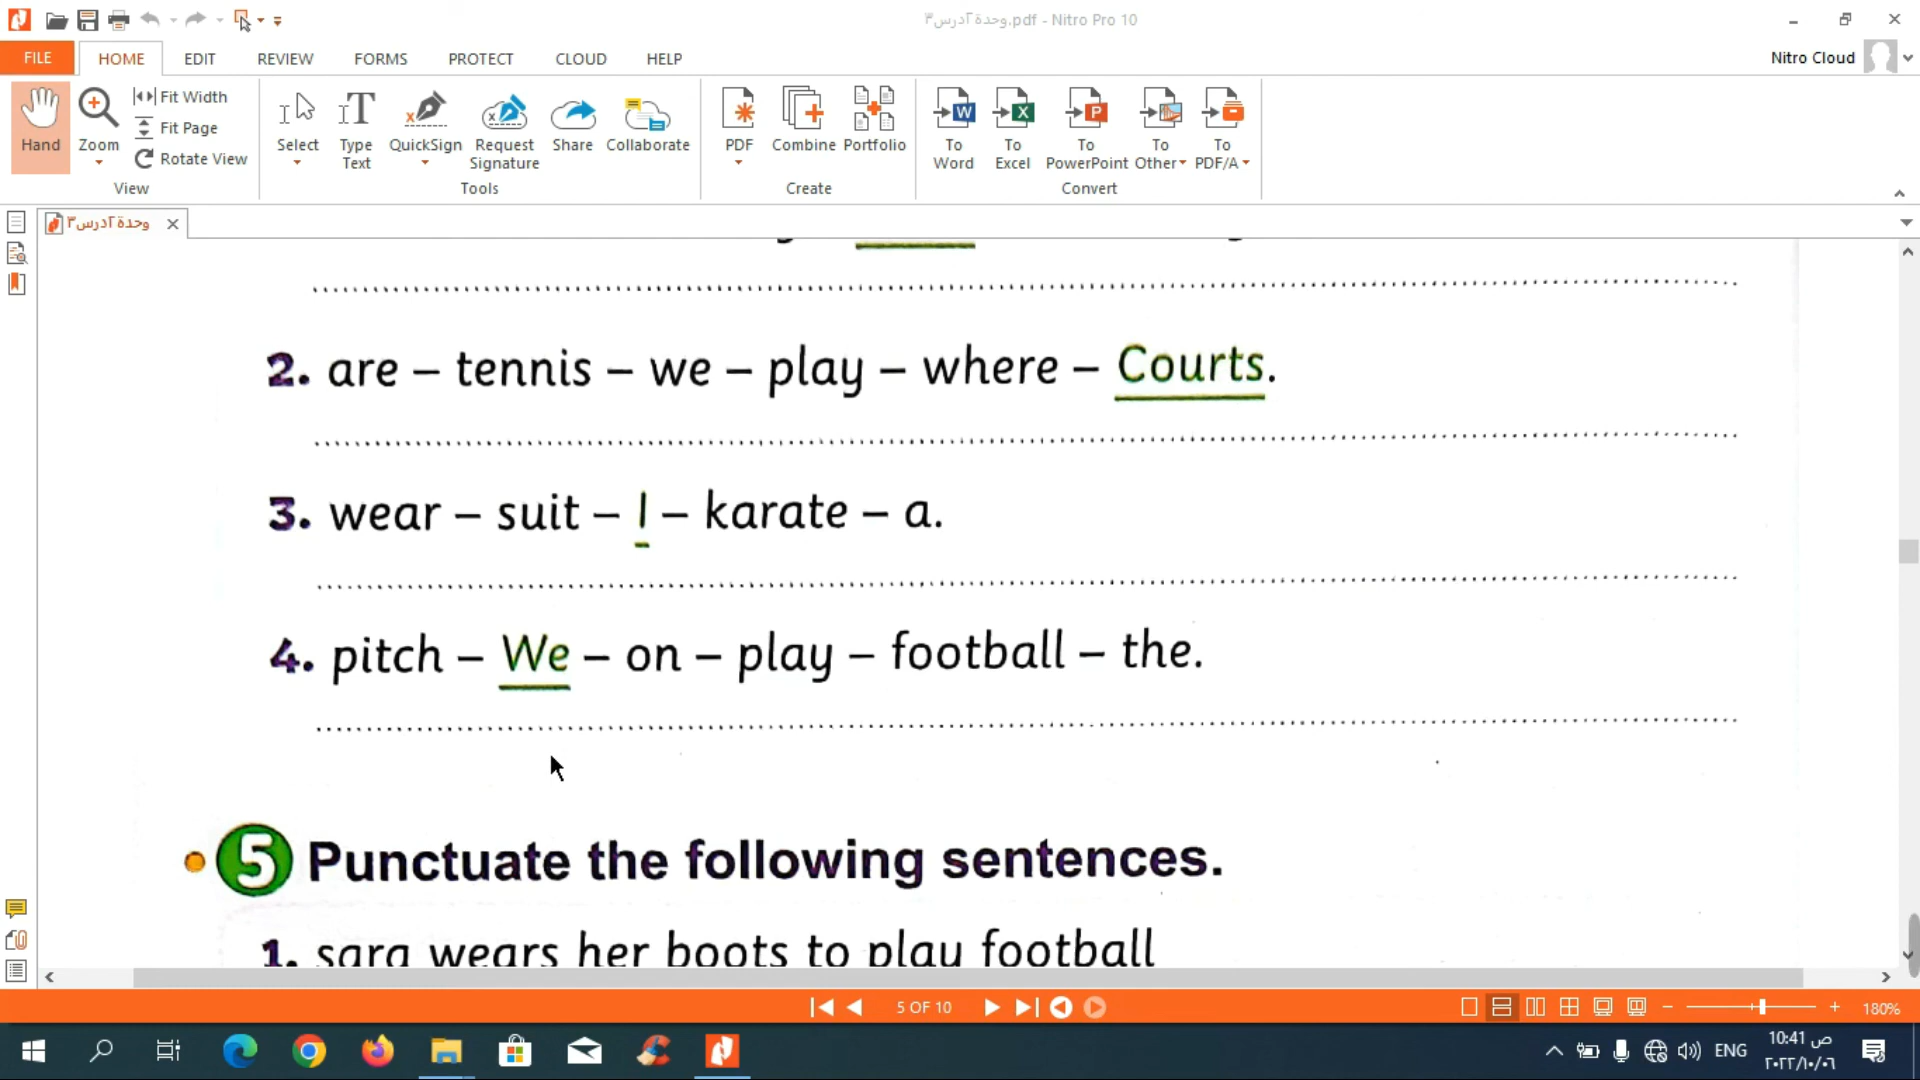 وحدة٢درس٣.pdf - Nitro Pro 10
FILE HOME EDIT REVIEW FORMS PROTECT CLOUD HELP Nitro Cloud
Hand
Zoom
Fit Width
Fit Page
Rotate View
View
Select
Type Text
QuickSign
Request Signature
Share
Collaborate
Tools
PDF
Combine
Portfolio
Create
To Word
To Excel
To PowerPoint
To Other
To PDF/A
Convert
وحدة٢درس٣
2. are – tennis – we – play – where – Courts.
3. wear – suit – I – karate – a.
4. pitch – We – on – play – football – the.
5 Punctuate the following sentences.
1. sara wears her boots to play football
5 OF 10
180%
ENG
10:41 ص
٢٠٢٢/١٠/٠٦